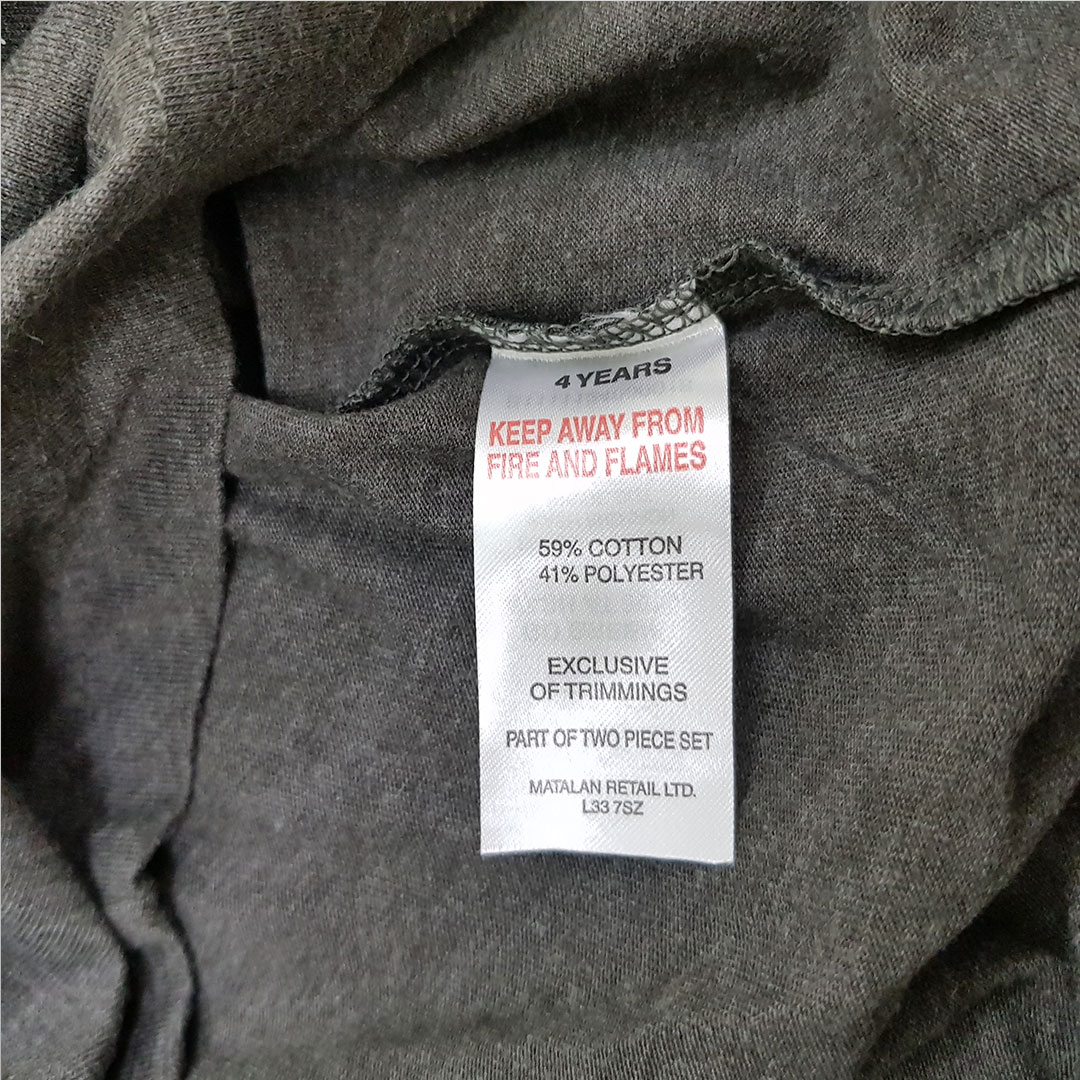 4 YEARS
KEEP AWAY FROM
FIRE AND FLAMES
59% COTTON
41% POLYESTER
EXCLUSIVE
OF TRIMMINGS
PART OF TWO PIECE SET
MATALAN RETAIL LTD.
L33 7SZ